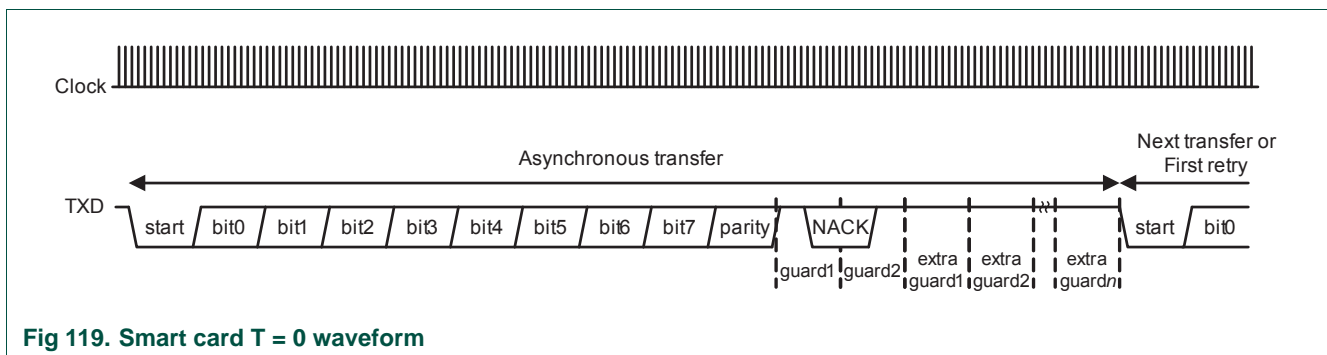 Clock
Next transfer or
First retry
Asynchronous transfer
TXD
start bit0 bit1 bit2 bit3 bit4 bit5 bit6 bit7 parity NACK start bit0
guard1 guard2 extra guard1 extra guard2 extra guardn
Fig 119. Smart card T = 0 waveform